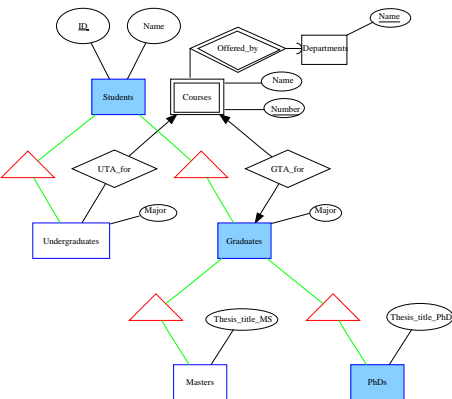 Name
ID
Name
Offered_by
Departments
Name
Students
Courses
Number
UTA_for
GTA_for
Major
Major
Undergraduates
Graduates
Thesis_title_MS
Thesis_title_PhD
Masters
PhDs